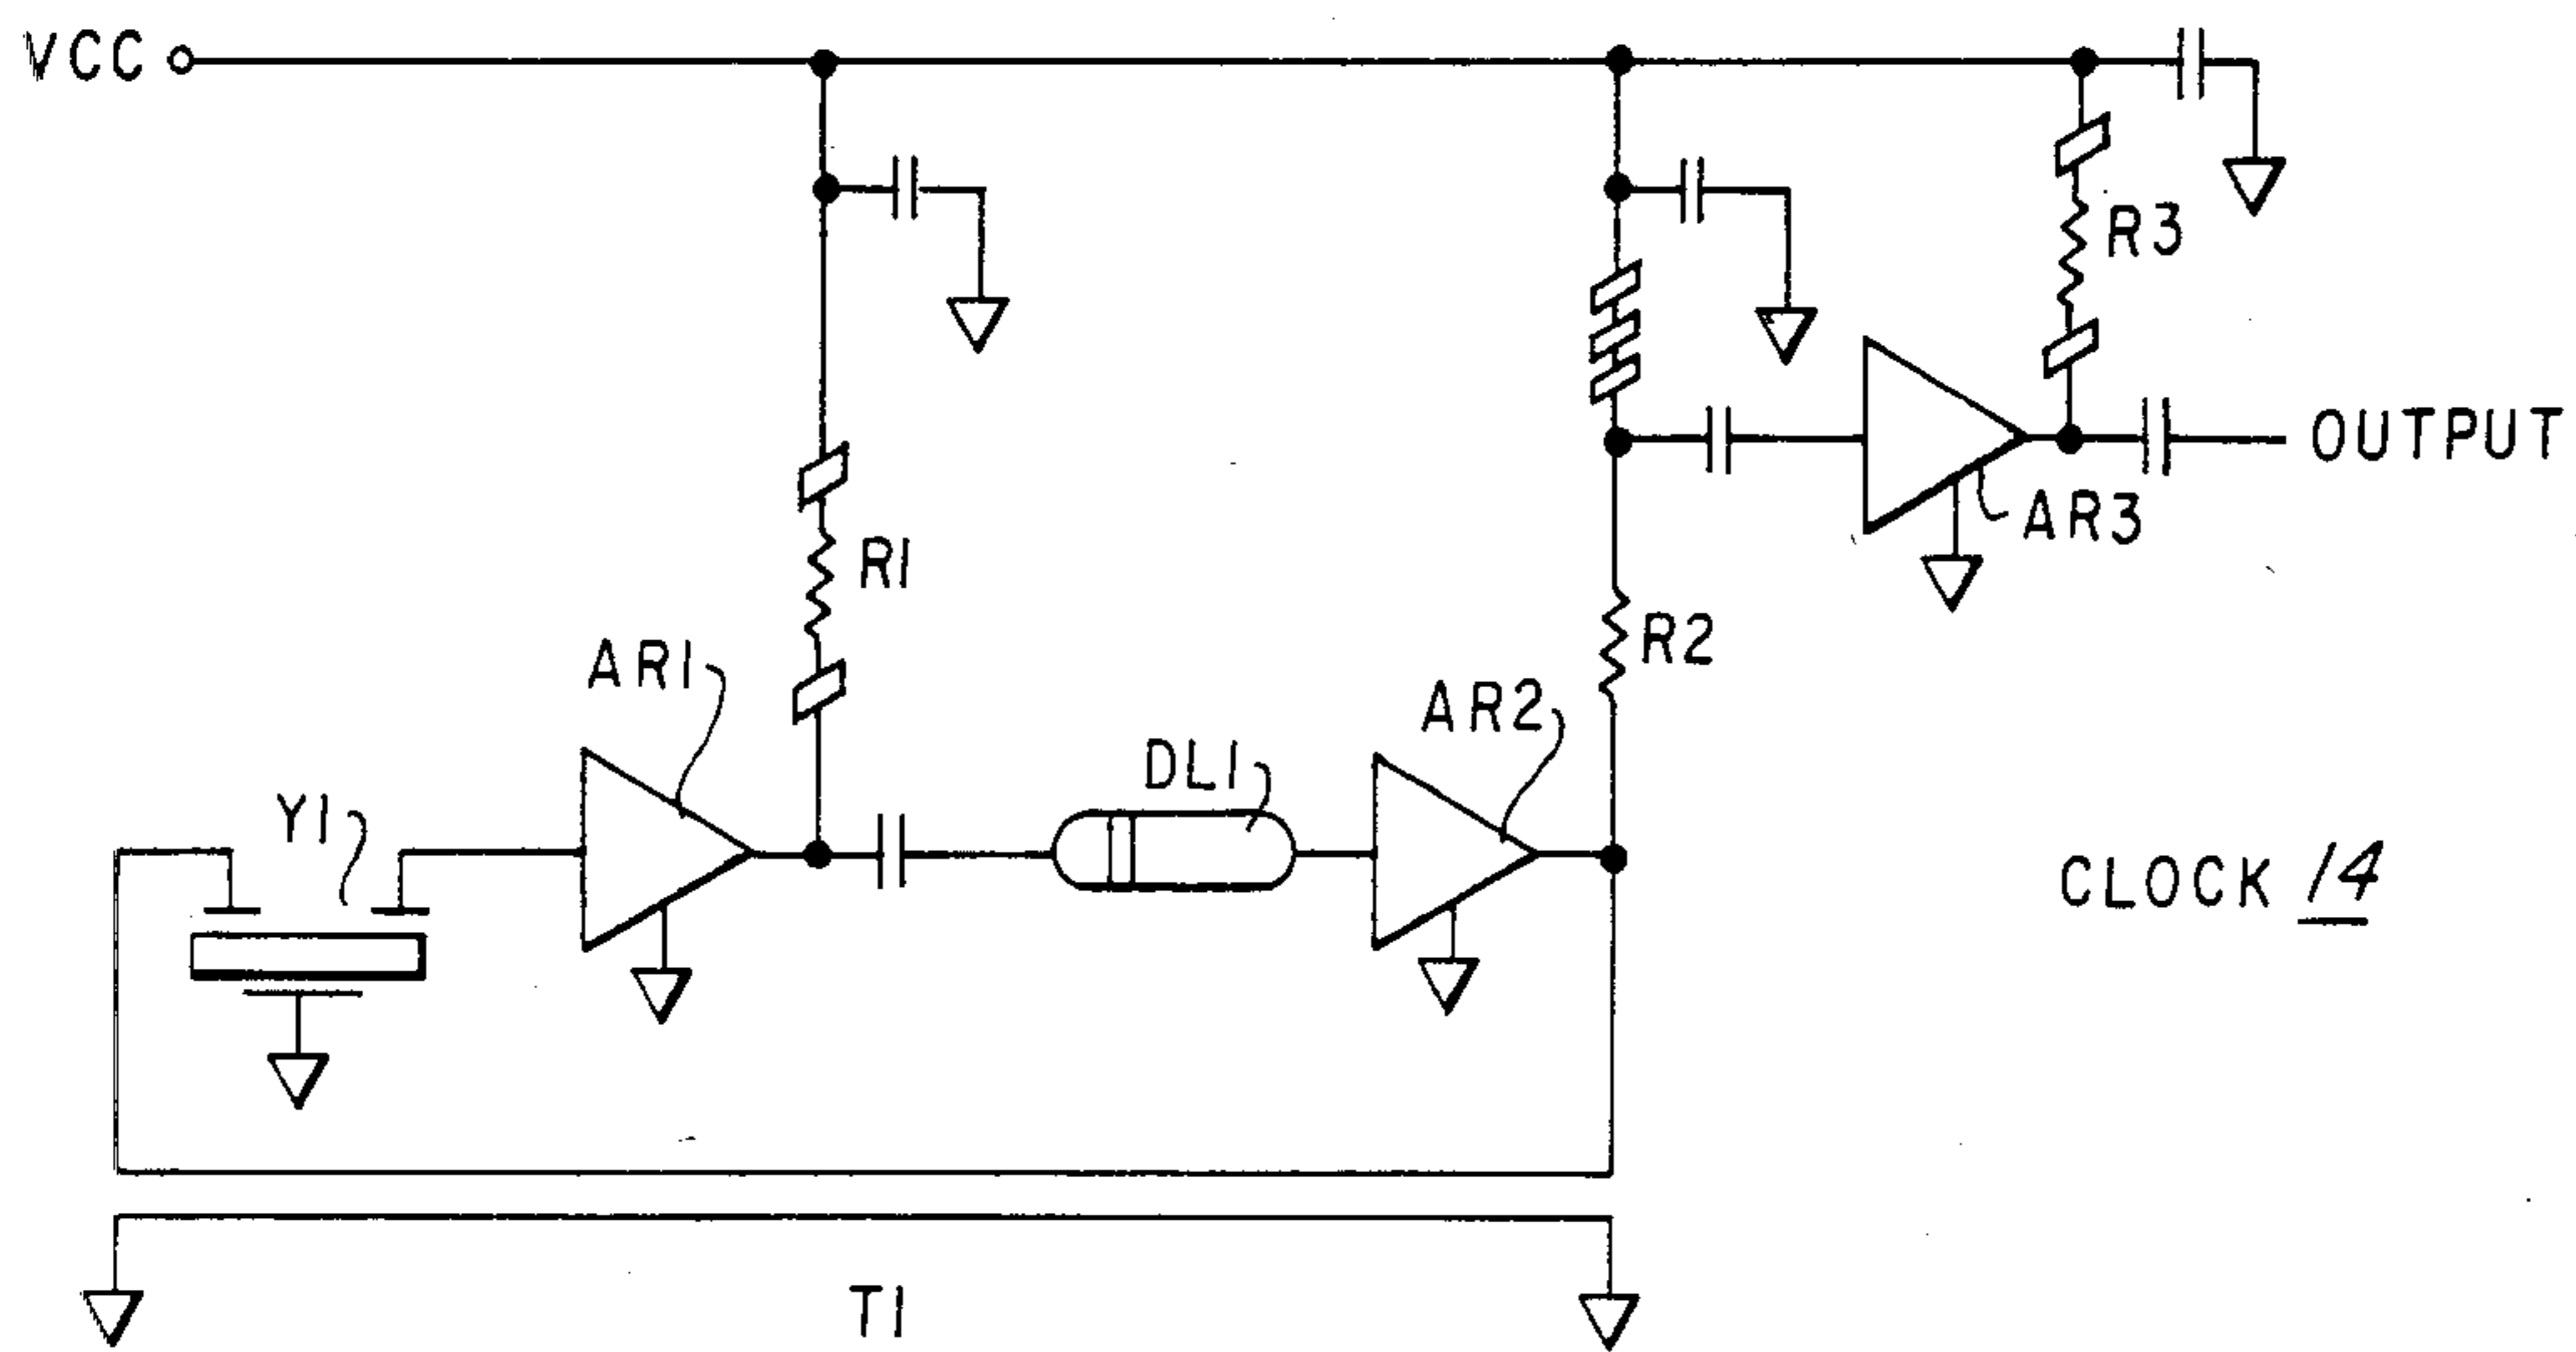 VCC
R3
OUTPUT
AR3
R1
R2
AR1
AR2
DL1
Y1
CLOCK 14
T1